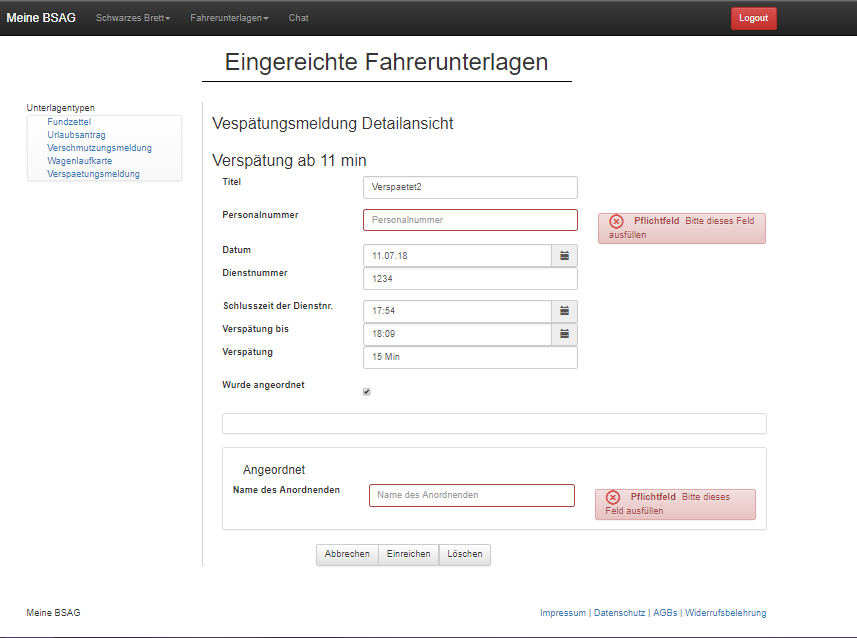 Meine BSAG Schwarzes Brett Fahrerunterlagen Chat Logout
Eingereichte Fahrerunterlagen
Unterlagentypen
Fundzettel
Urlaubsantrag
Verschmutzungsmeldung
Wagenlaufkarte
Verspaetungsmeldung
Vespätungsmeldung Detailansicht
Verspätung ab 11 min
Titel Verspaetet2
Personalnummer Personalnummer
Pflichtfeld Bitte dieses Feld
ausfüllen
Datum 11.07.18
Dienstnummer 1234
Schlusszeit der Dienstnr. 17:54
Verspätung bis 18:09
Verspätung 15 Min
Wurde angeordnet
Angeordnet
Name des Anordnenden Name des Anordnenden
Pflichtfeld Bitte dieses
Feld ausfüllen
Abbrechen Einreichen Löschen
Meine BSAG Impressum | Datenschutz | AGBs | Widerrufsbelehrung